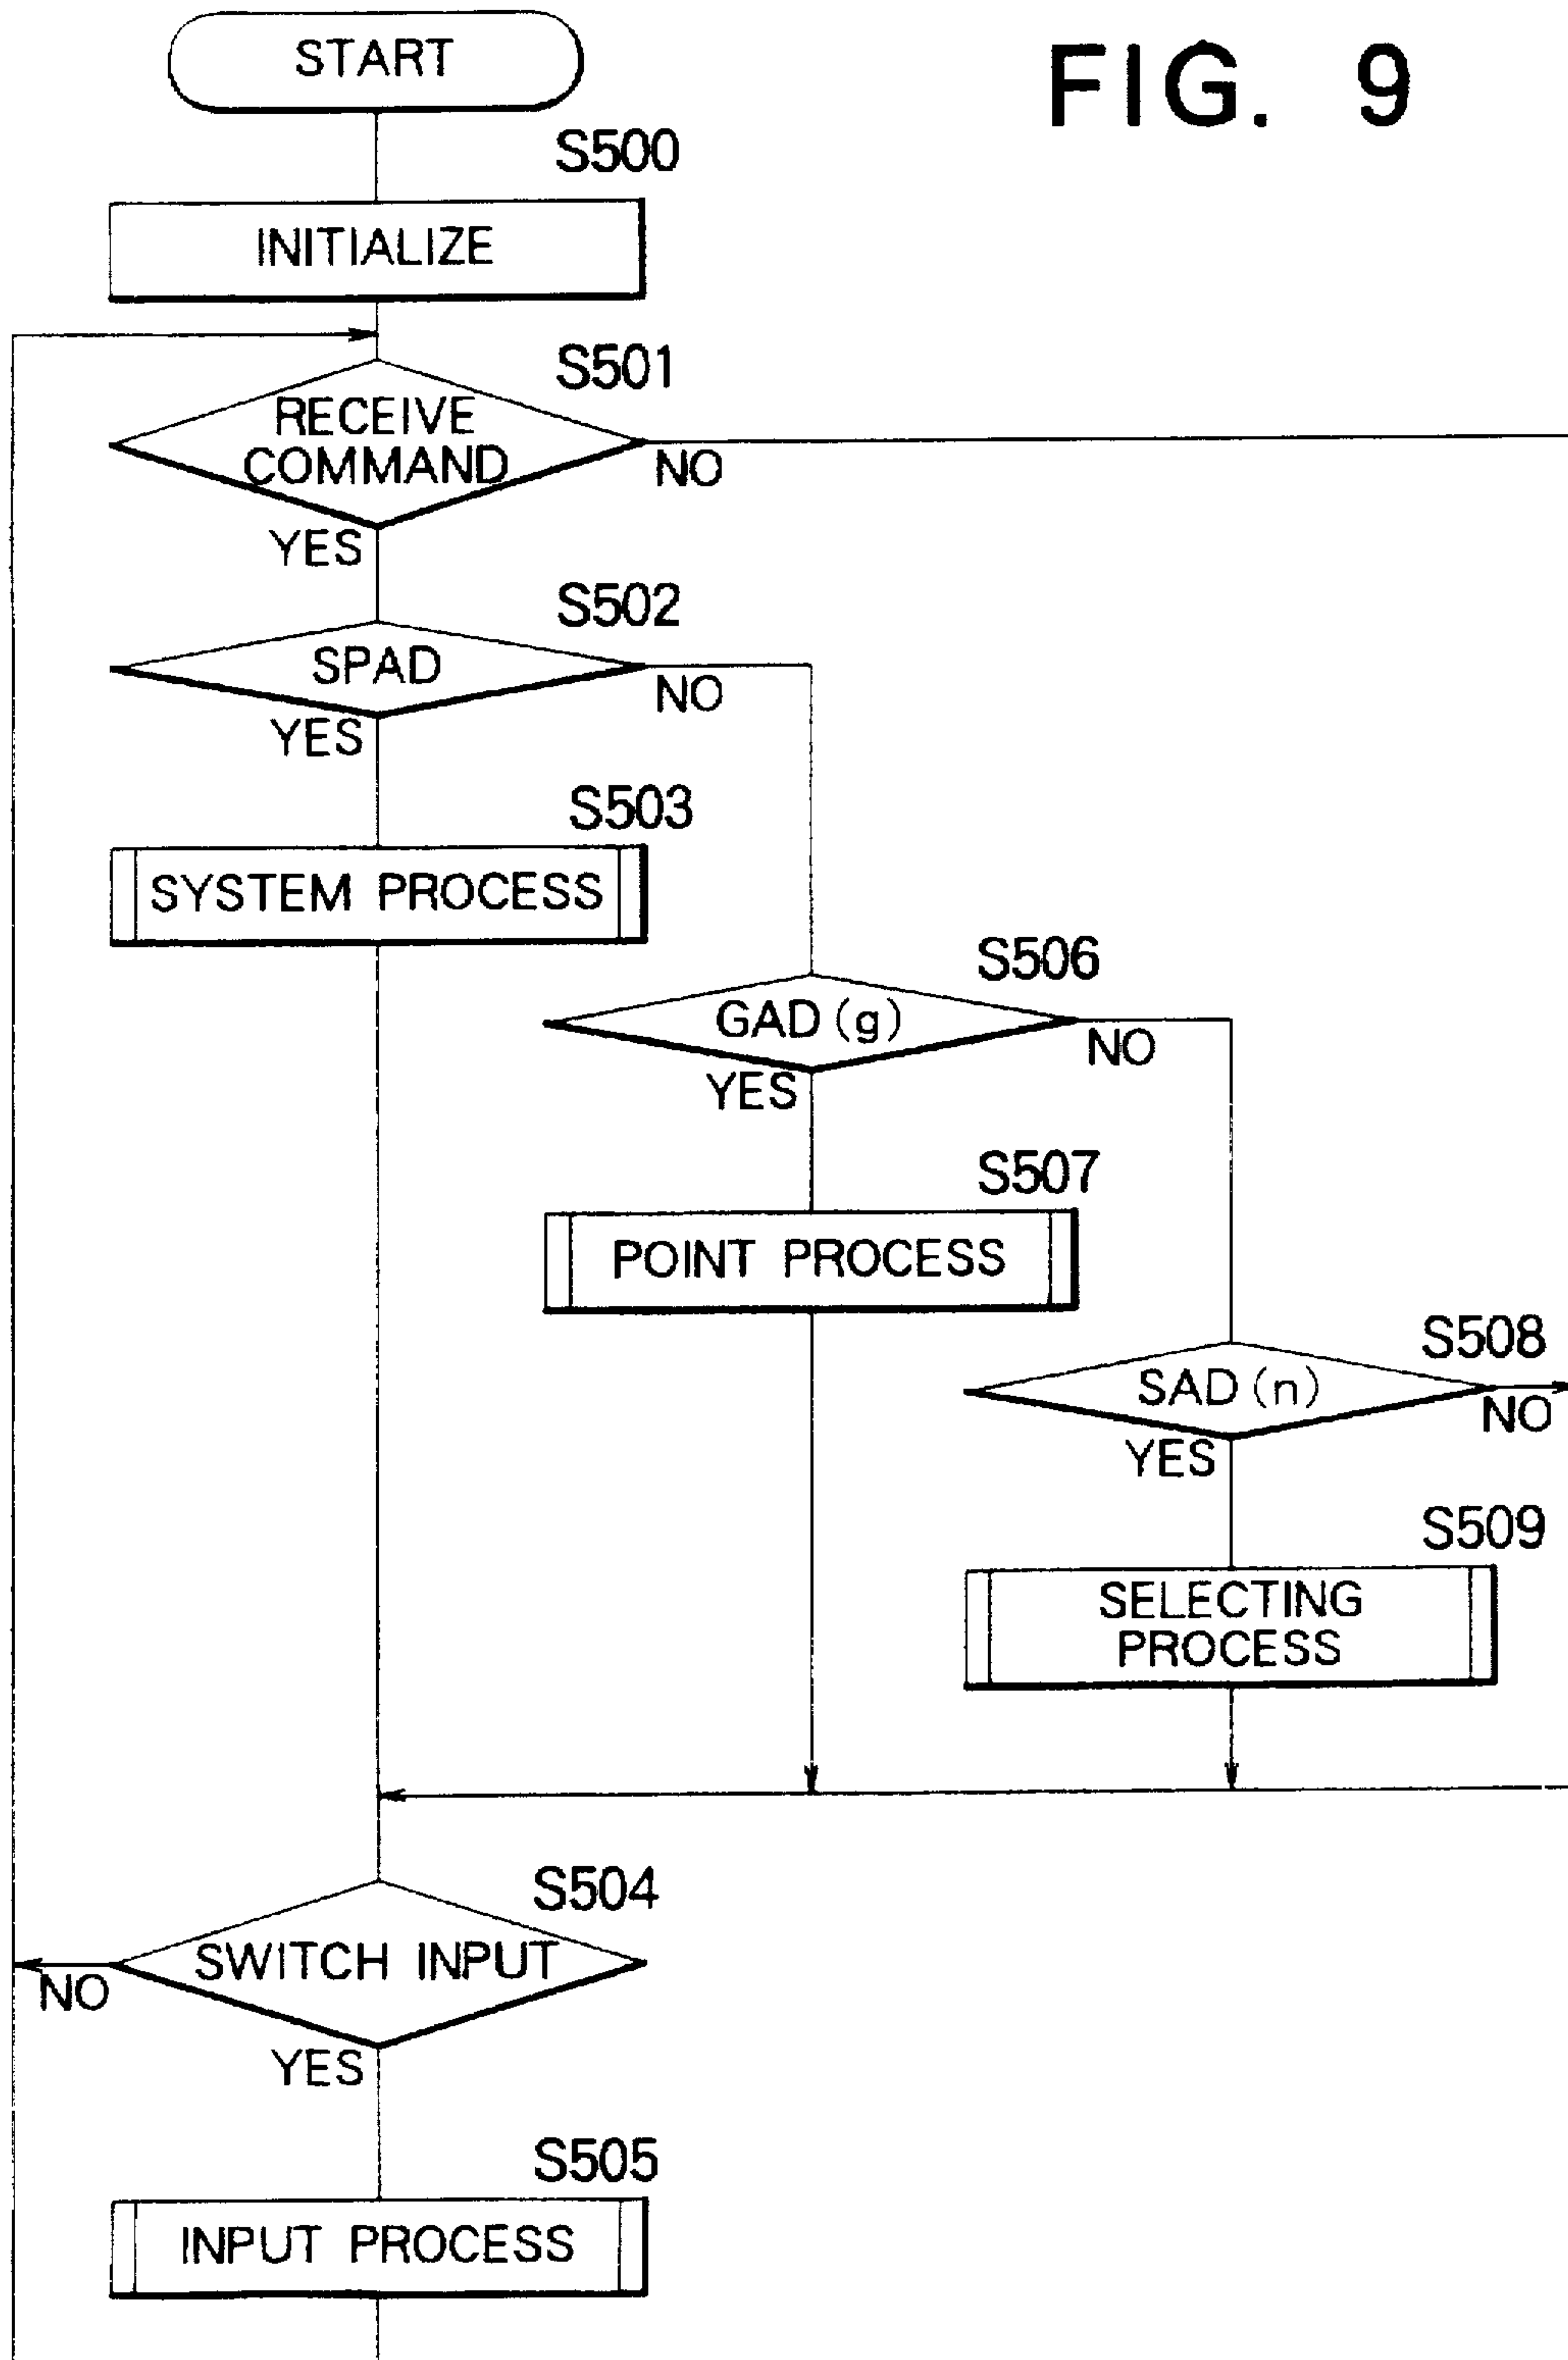 FIG. 9
START
S500
INITIALIZE
S501
RECEIVE
COMMAND
NO
YES
S502
SPAD
NO
YES
S503
SYSTEM PROCESS
S506
GAD (g)
NO
YES
S507
POINT PROCESS
S508
SAD (n)
NO
YES
S509
SELECTING
PROCESS
S504
SWITCH INPUT
NO
YES
S505
INPUT PROCESS